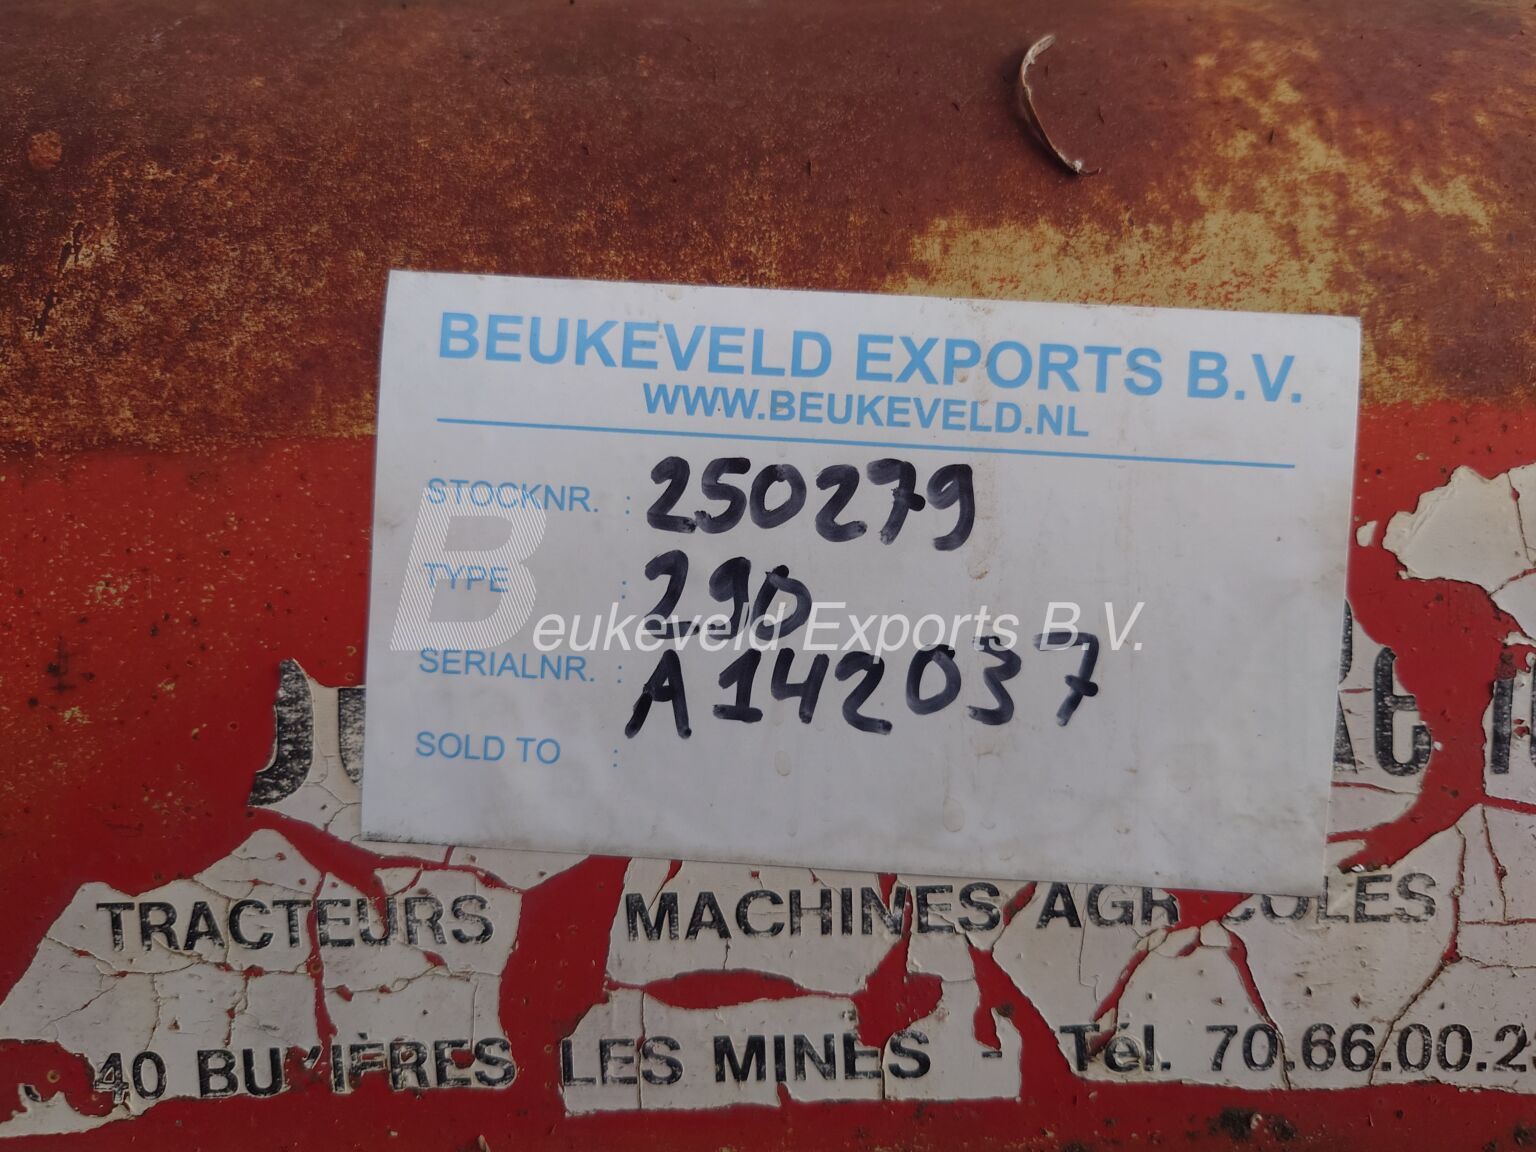 BEUKEVELD EXPORTS B.V.
WWW.BEUKEVELD.NL
STOCKNR. : 250279
TYPE : 290
SERIALNR. : A142037
SOLD TO :
Beukeveld Exports B.V.
TRACTEURS MACHINES AGR COLES
40 BU IÈRES LES MINES - Tél. 70.66.00.2